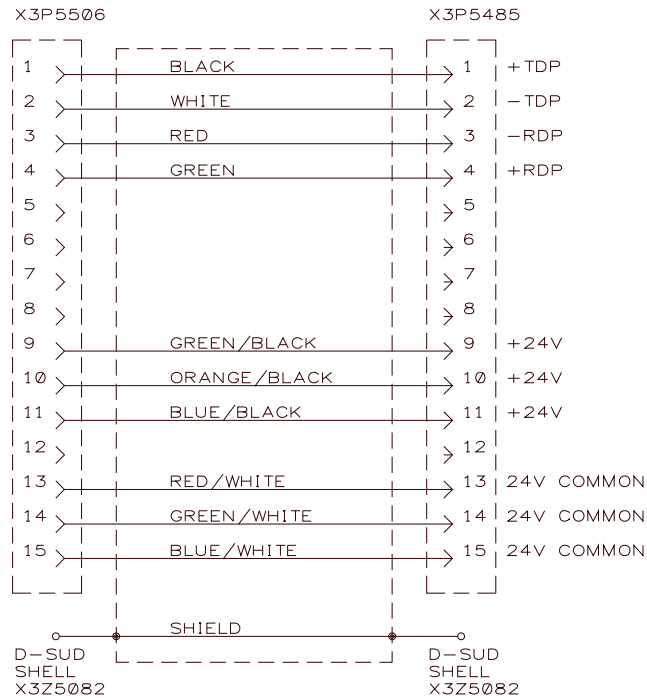 X3P5506 X3P5485
1 BLACK 1 +TDP
2 WHITE 2 -TDP
3 RED 3 -RDP
4 GREEN 4 +RDP
5 5
6 6
7 7
8 8
9 GREEN/BLACK 9 +24V
10 ORANGE/BLACK 10 +24V
11 BLUE/BLACK 11 +24V
12 12
13 RED/WHITE 13 24V COMMON
14 GREEN/WHITE 14 24V COMMON
15 BLUE/WHITE 15 24V COMMON
SHIELD
D-SUD D-SUD
SHELL SHELL
X3Z5082 X3Z5082